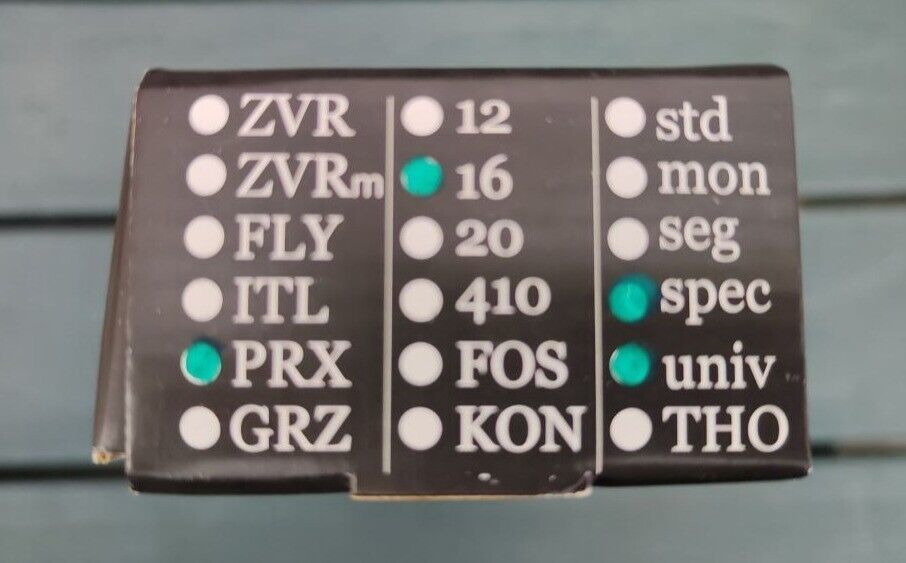 ZVR 12 std
ZVRm 16 mon
FLY 20 seg
ITL 410 spec
PRX FOS univ
GRZ KON THO